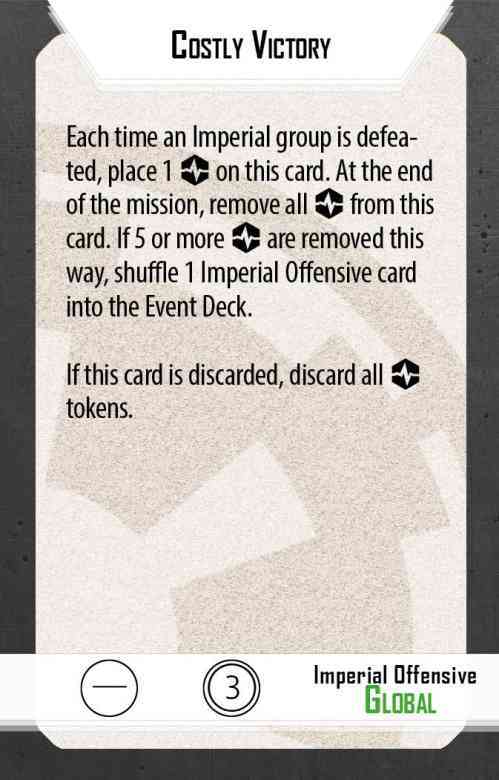 Costly Victory
Each time an Imperial group is defea-
ted, place 1 on this card. At the end
of the mission, remove all from this
card. If 5 or more are removed this
way, shuffle 1 Imperial Offensive card
into the Event Deck.
If this card is discarded, discard all
tokens.
— 3 Imperial Offensive
Global